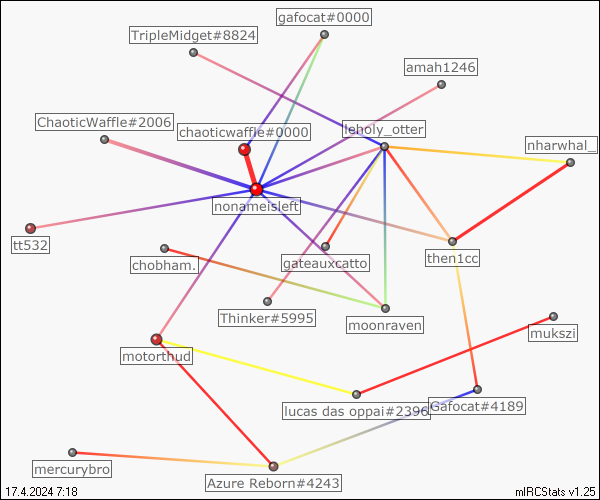 gafocat#0000
TripleMidget#8824
amah1246
ChaoticWaffle#2006
chaoticwaffle#0000
leholy_otter
nharwhal_
nonameisleft
tt532
chobham.
gateauxcatto
then1cc
Thinker#5995
moonraven
mukszi
motorthud
lucas das oppai#2396
Gafocat#4189
mercurybro
Azure Reborn#4243
17.4.2024 7:18
mIRCStats v1.25